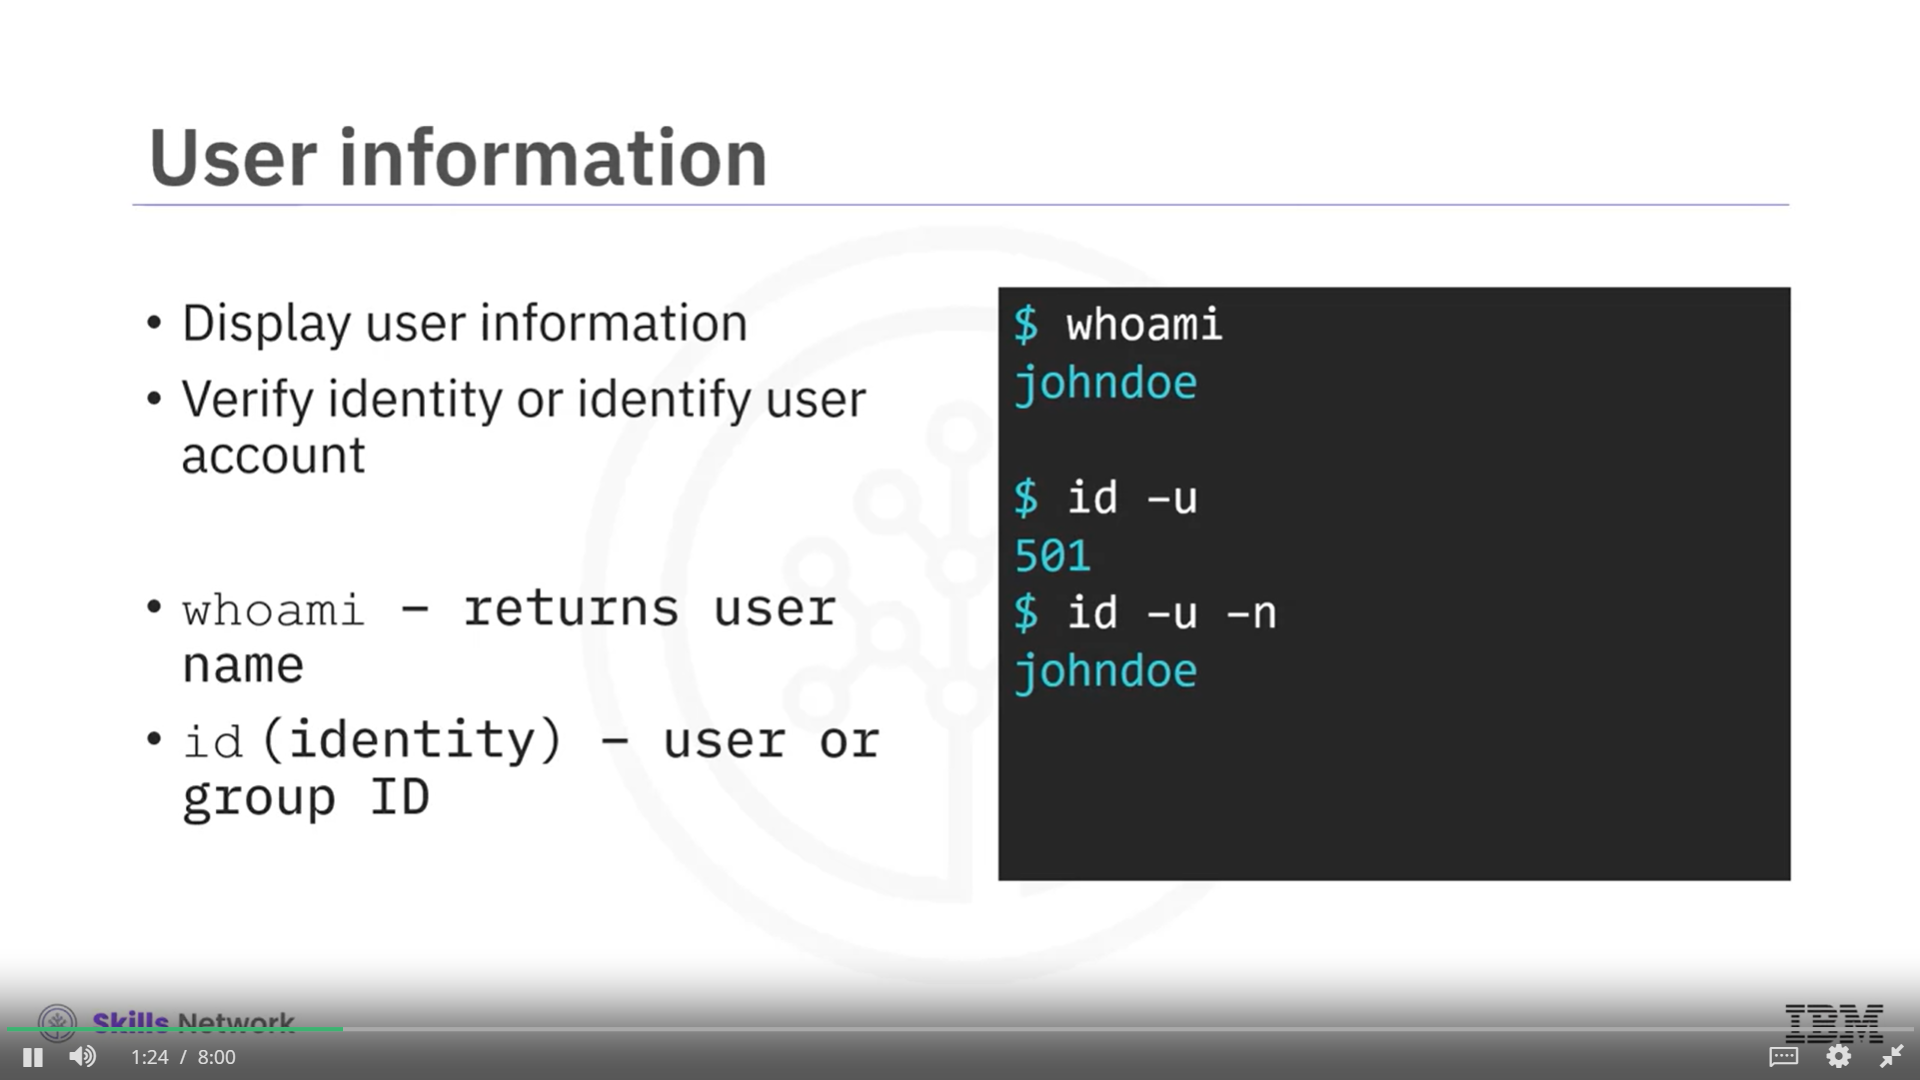 User information
• Display user information
• Verify identity or identify user
account
• whoami – returns user
name
• id (identity) – user or
group ID
$ whoami
johndoe
$ id –u
501
$ id –u –n
johndoe
Skills Network
IBM
1:24 / 8:00